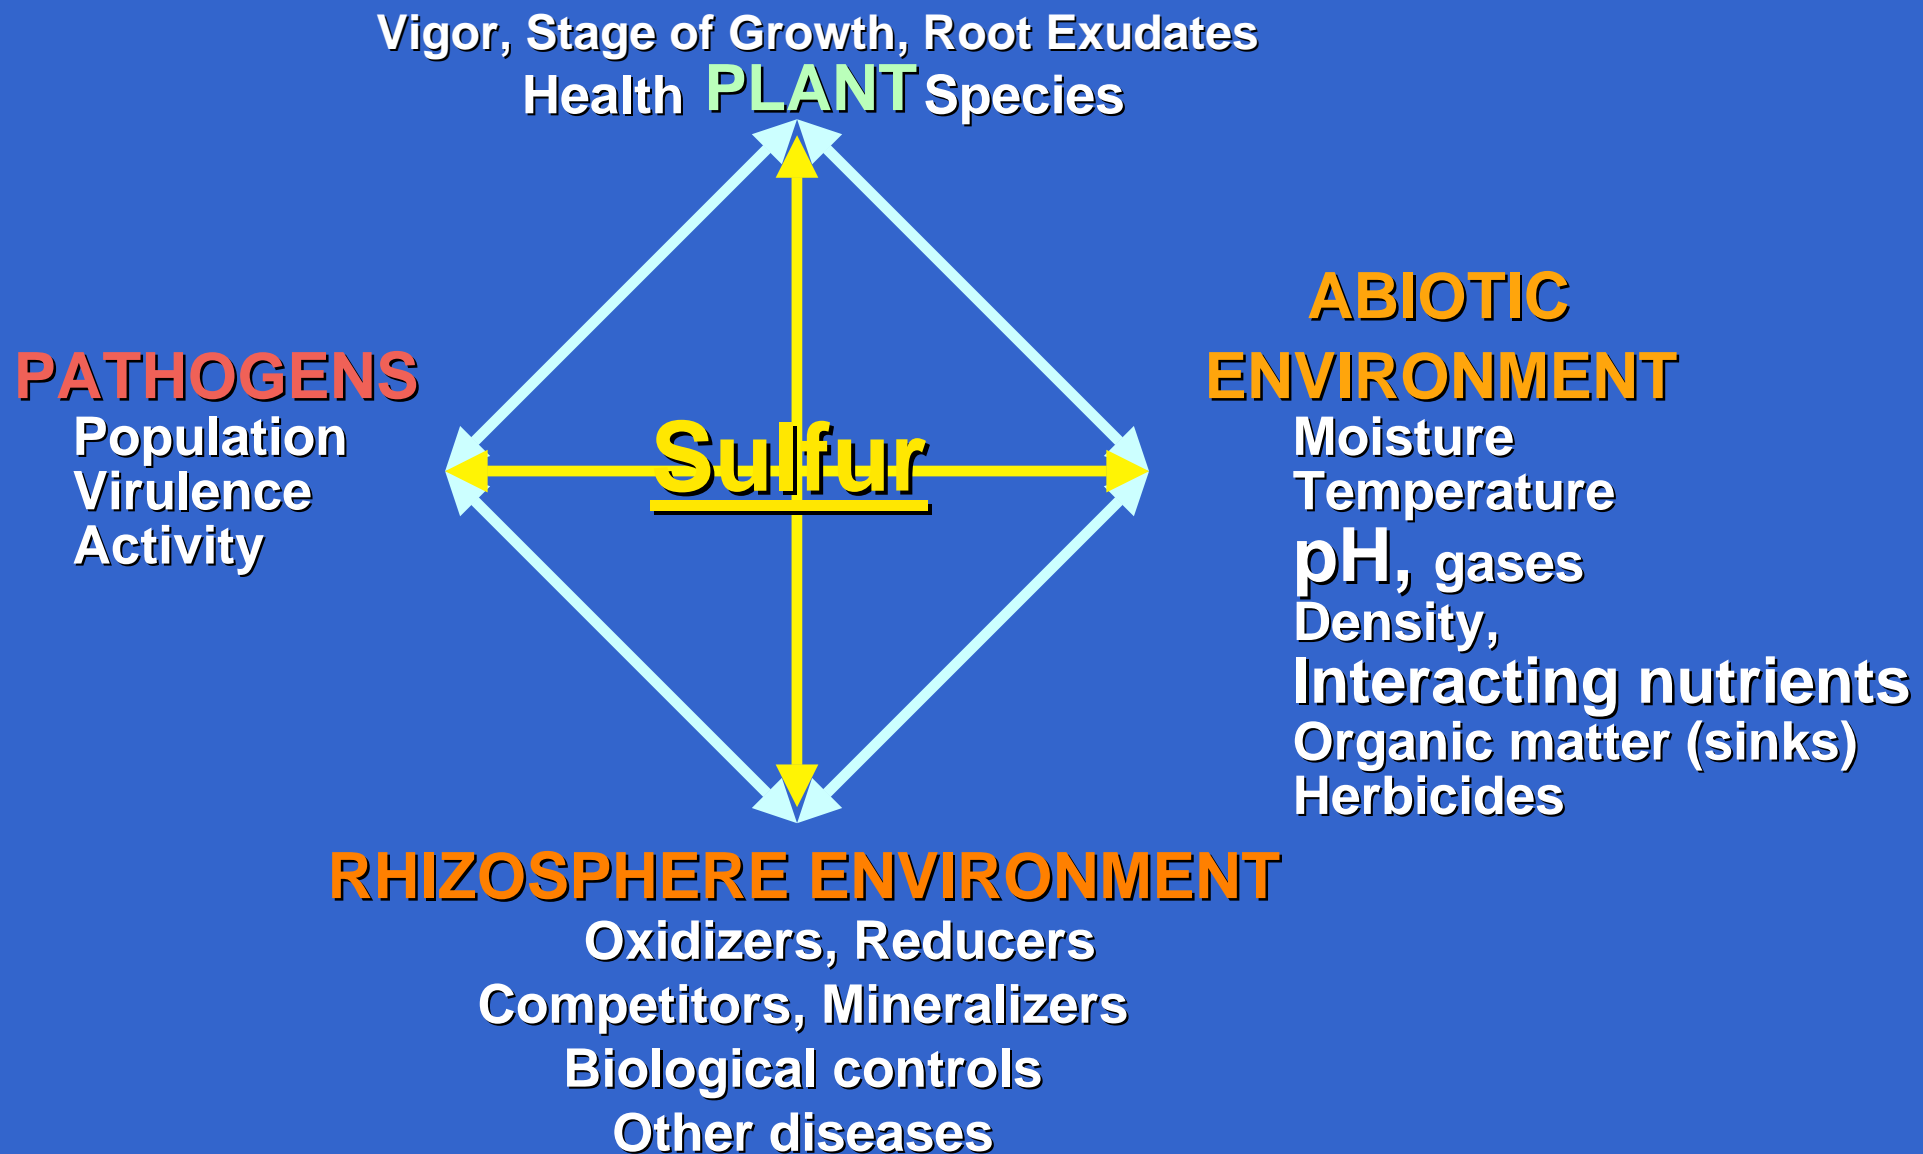 Vigor, Stage of Growth, Root Exudates
Health PLANT Species
PATHOGENS
Population
Virulence
Activity
Sulfur
ABIOTIC
ENVIRONMENT
Moisture
Temperature
pH, gases
Density,
Interacting nutrients
Organic matter (sinks)
Herbicides
RHIZOSPHERE ENVIRONMENT
Oxidizers, Reducers
Competitors, Mineralizers
Biological controls
Other diseases